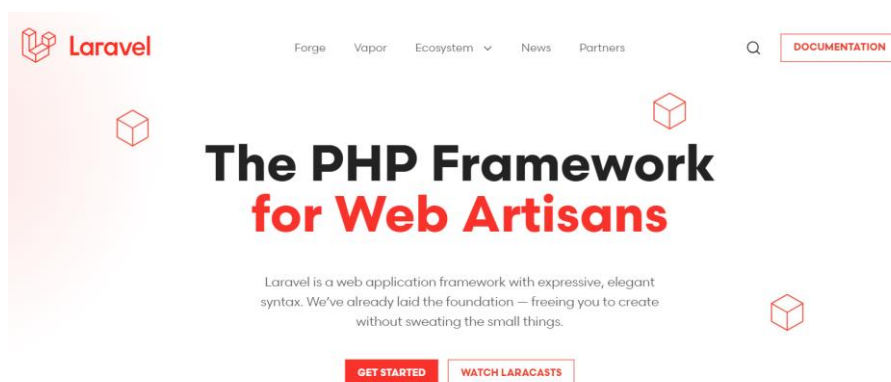 Laravel
Forge Vapor Ecosystem News Partners
DOCUMENTATION
The PHP Framework
for Web Artisans
Laravel is a web application framework with expressive, elegant
syntax. We've already laid the foundation — freeing you to create
without sweating the small things.
GET STARTED
WATCH LARACASTS